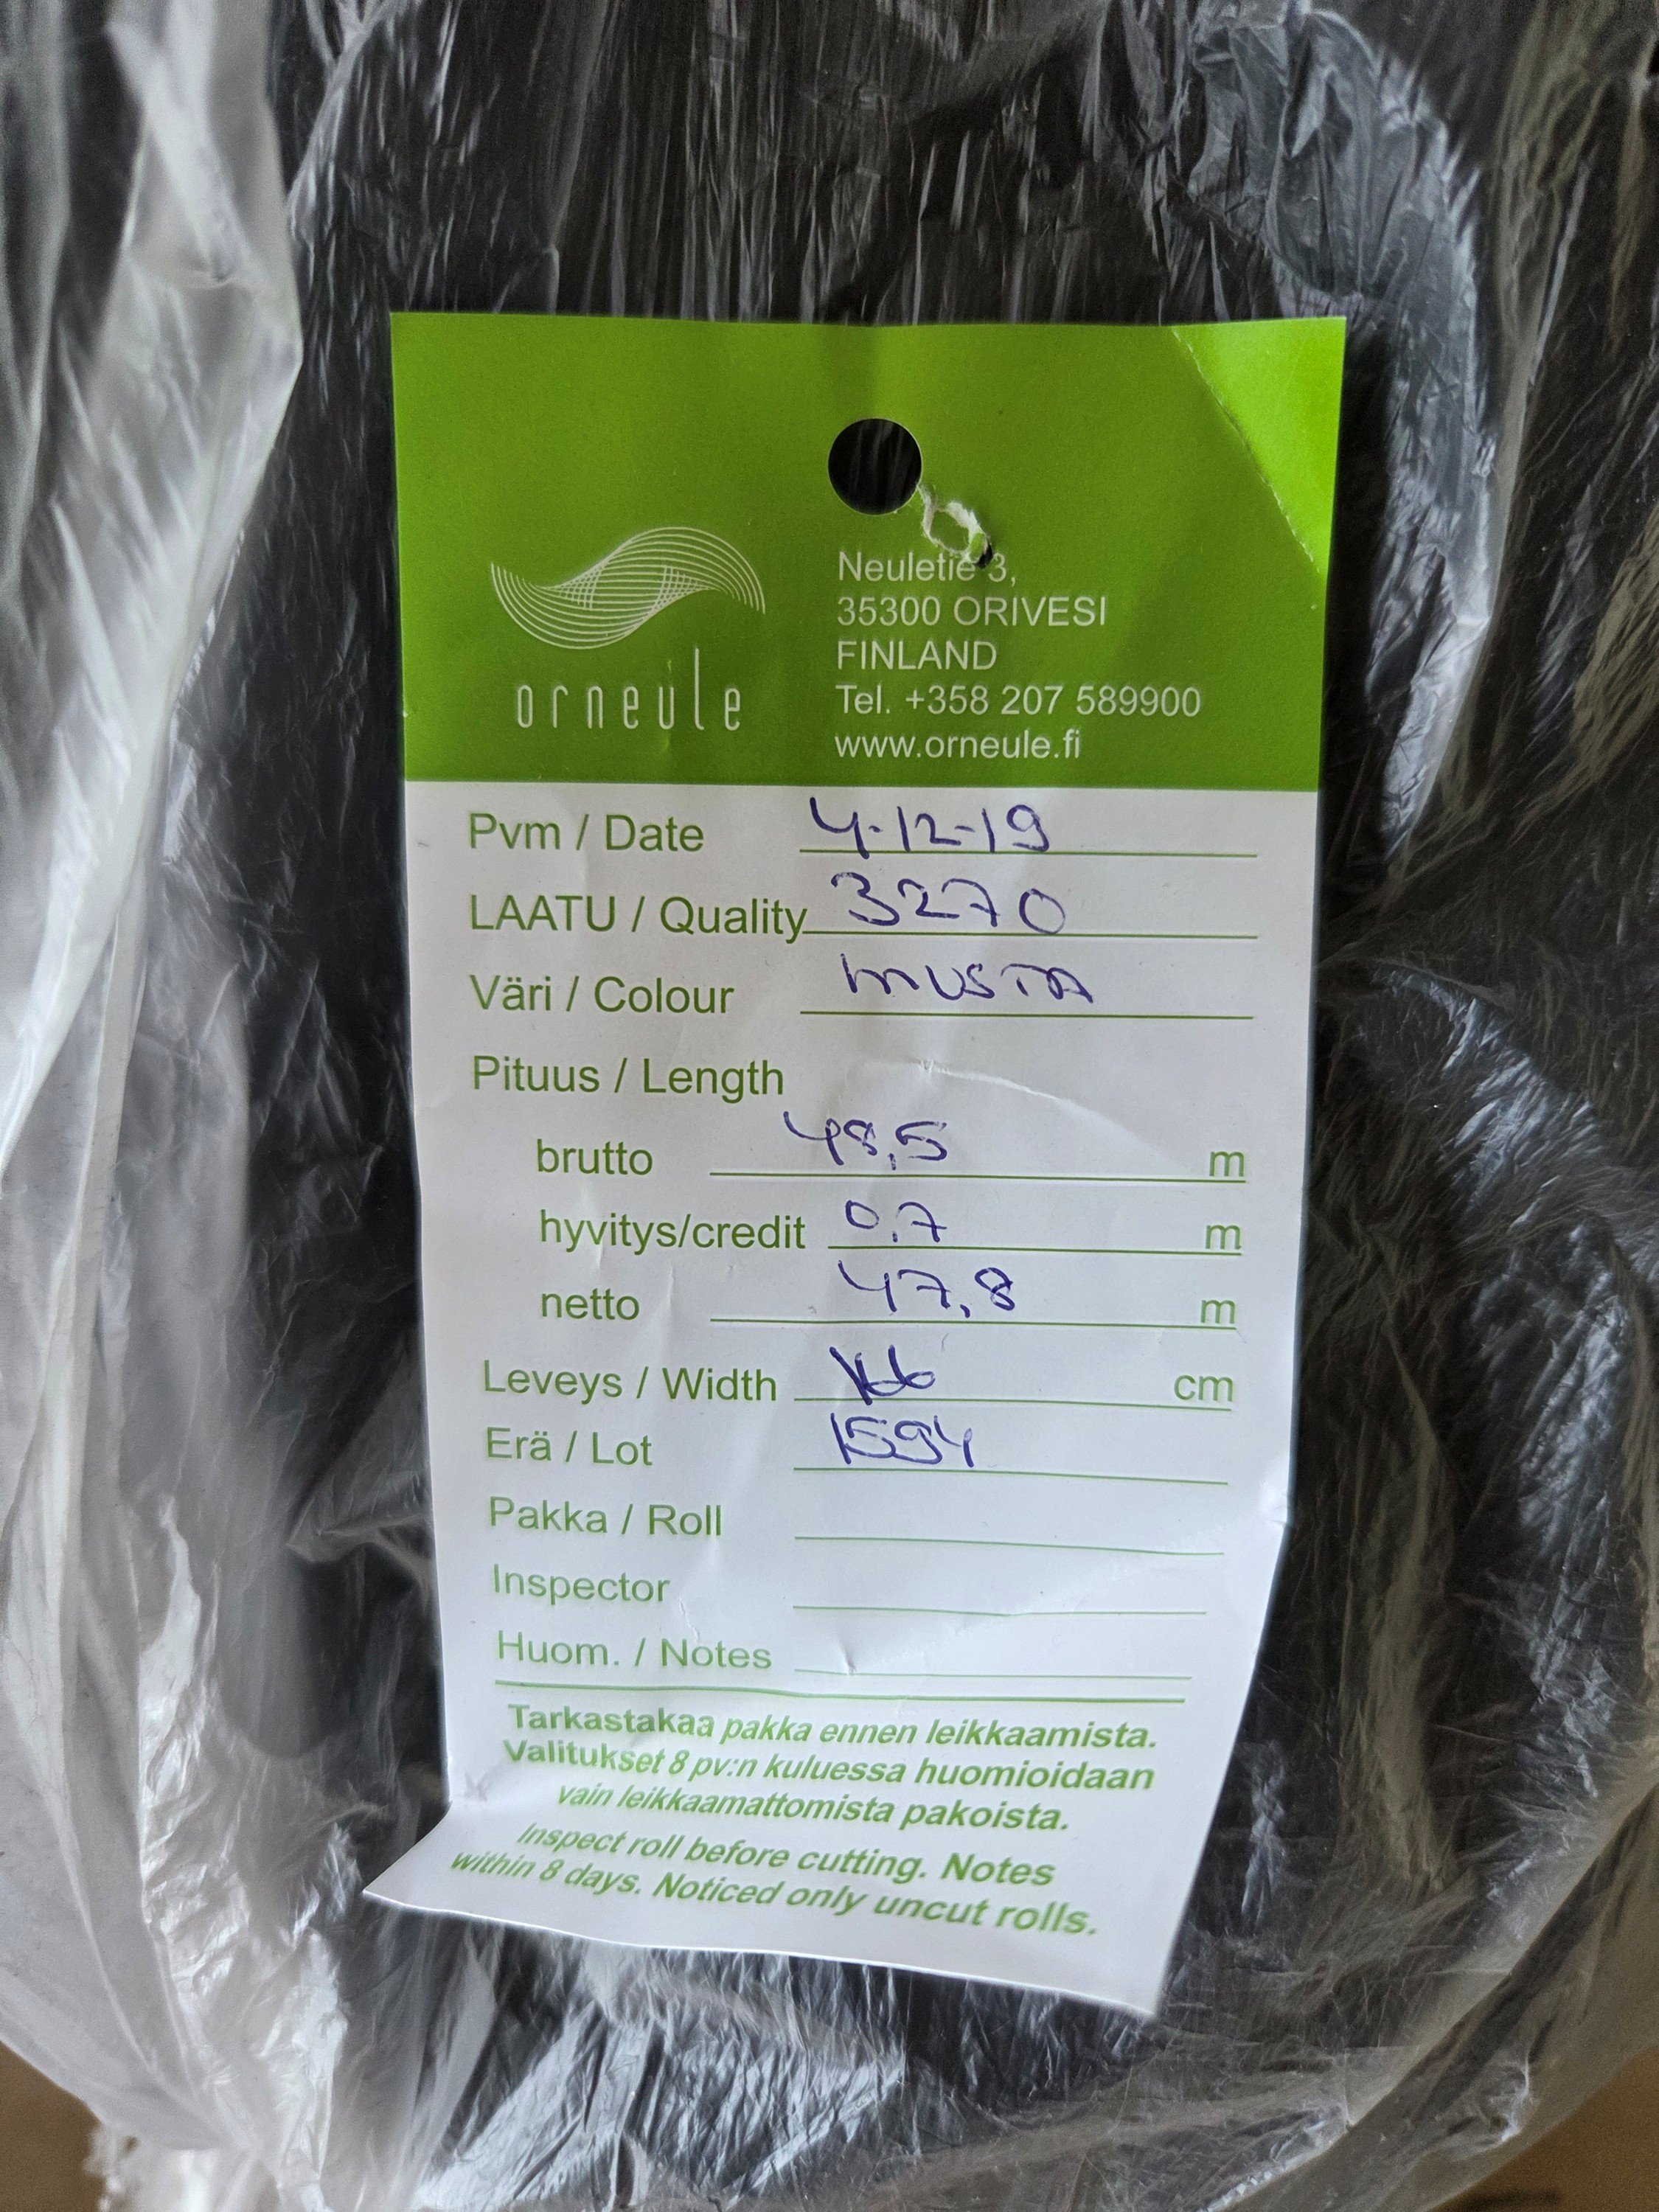 orneule
Neuletie 3,
35300 ORIVESI
FINLAND
Tel. +358 207 589900
www.orneule.fi
Pvm / Date 4-12-19
LAATU / Quality 3270
Väri / Colour MUSTA
Pituus / Length
brutto 48,5 m
hyvitys/credit 0,7 m
netto 47,8 m
Leveys / Width 166 cm
Erä / Lot 1594
Pakka / Roll
Inspector
Huom. / Notes
Tarkastakaa pakka ennen leikkaamista.
Valitukset 8 pv:n kuluessa huomioidaan
vain leikkaamattomista pakoista.
Inspect roll before cutting. Notes
within 8 days. Noticed only uncut rolls.